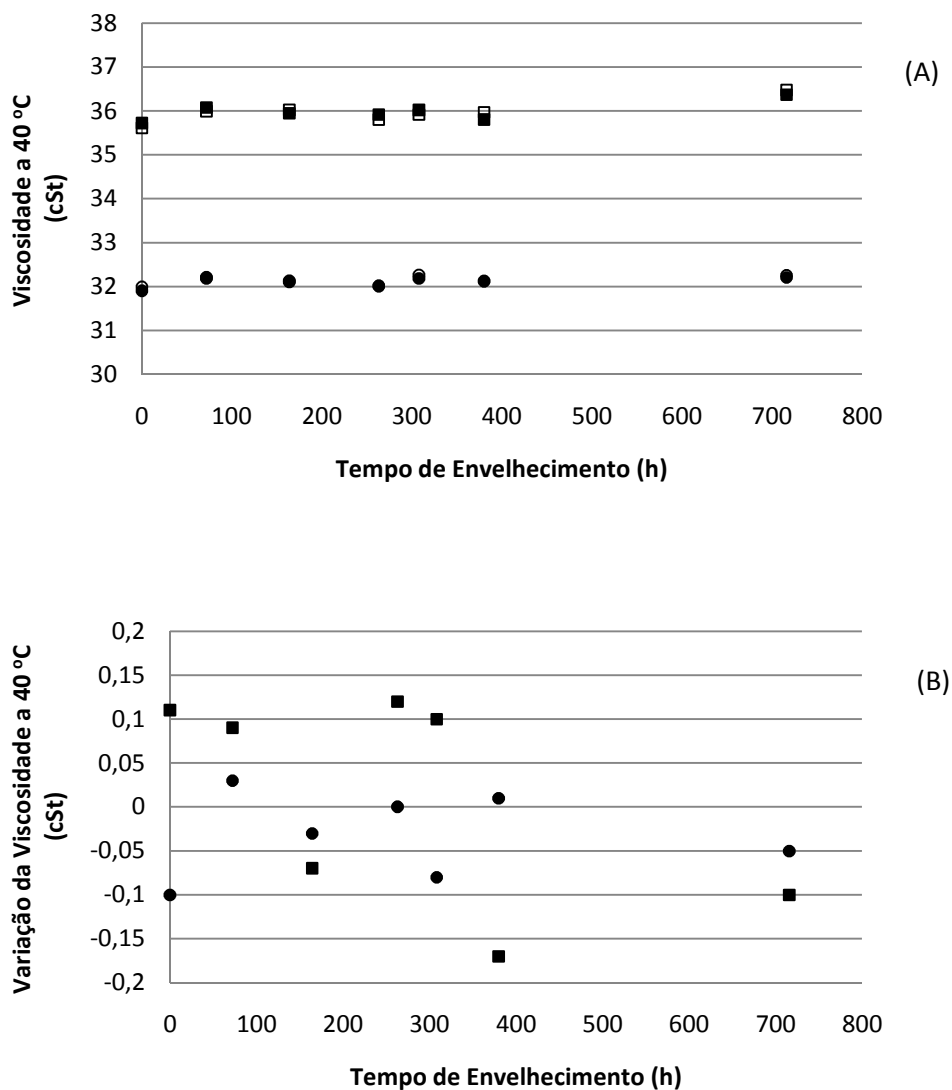 38
37
(A)
36
35
34
33
32
31
30
Viscosidade a 40 ºC
(cSt)
0 100 200 300 400 500 600 700 800
Tempo de Envelhecimento (h)
0,2
0,15
(B)
0,1
0,05
0
-0,05
-0,1
-0,15
-0,2
Variação da Viscosidade a 40 ºC
(cSt)
0 100 200 300 400 500 600 700 800
Tempo de Envelhecimento (h)